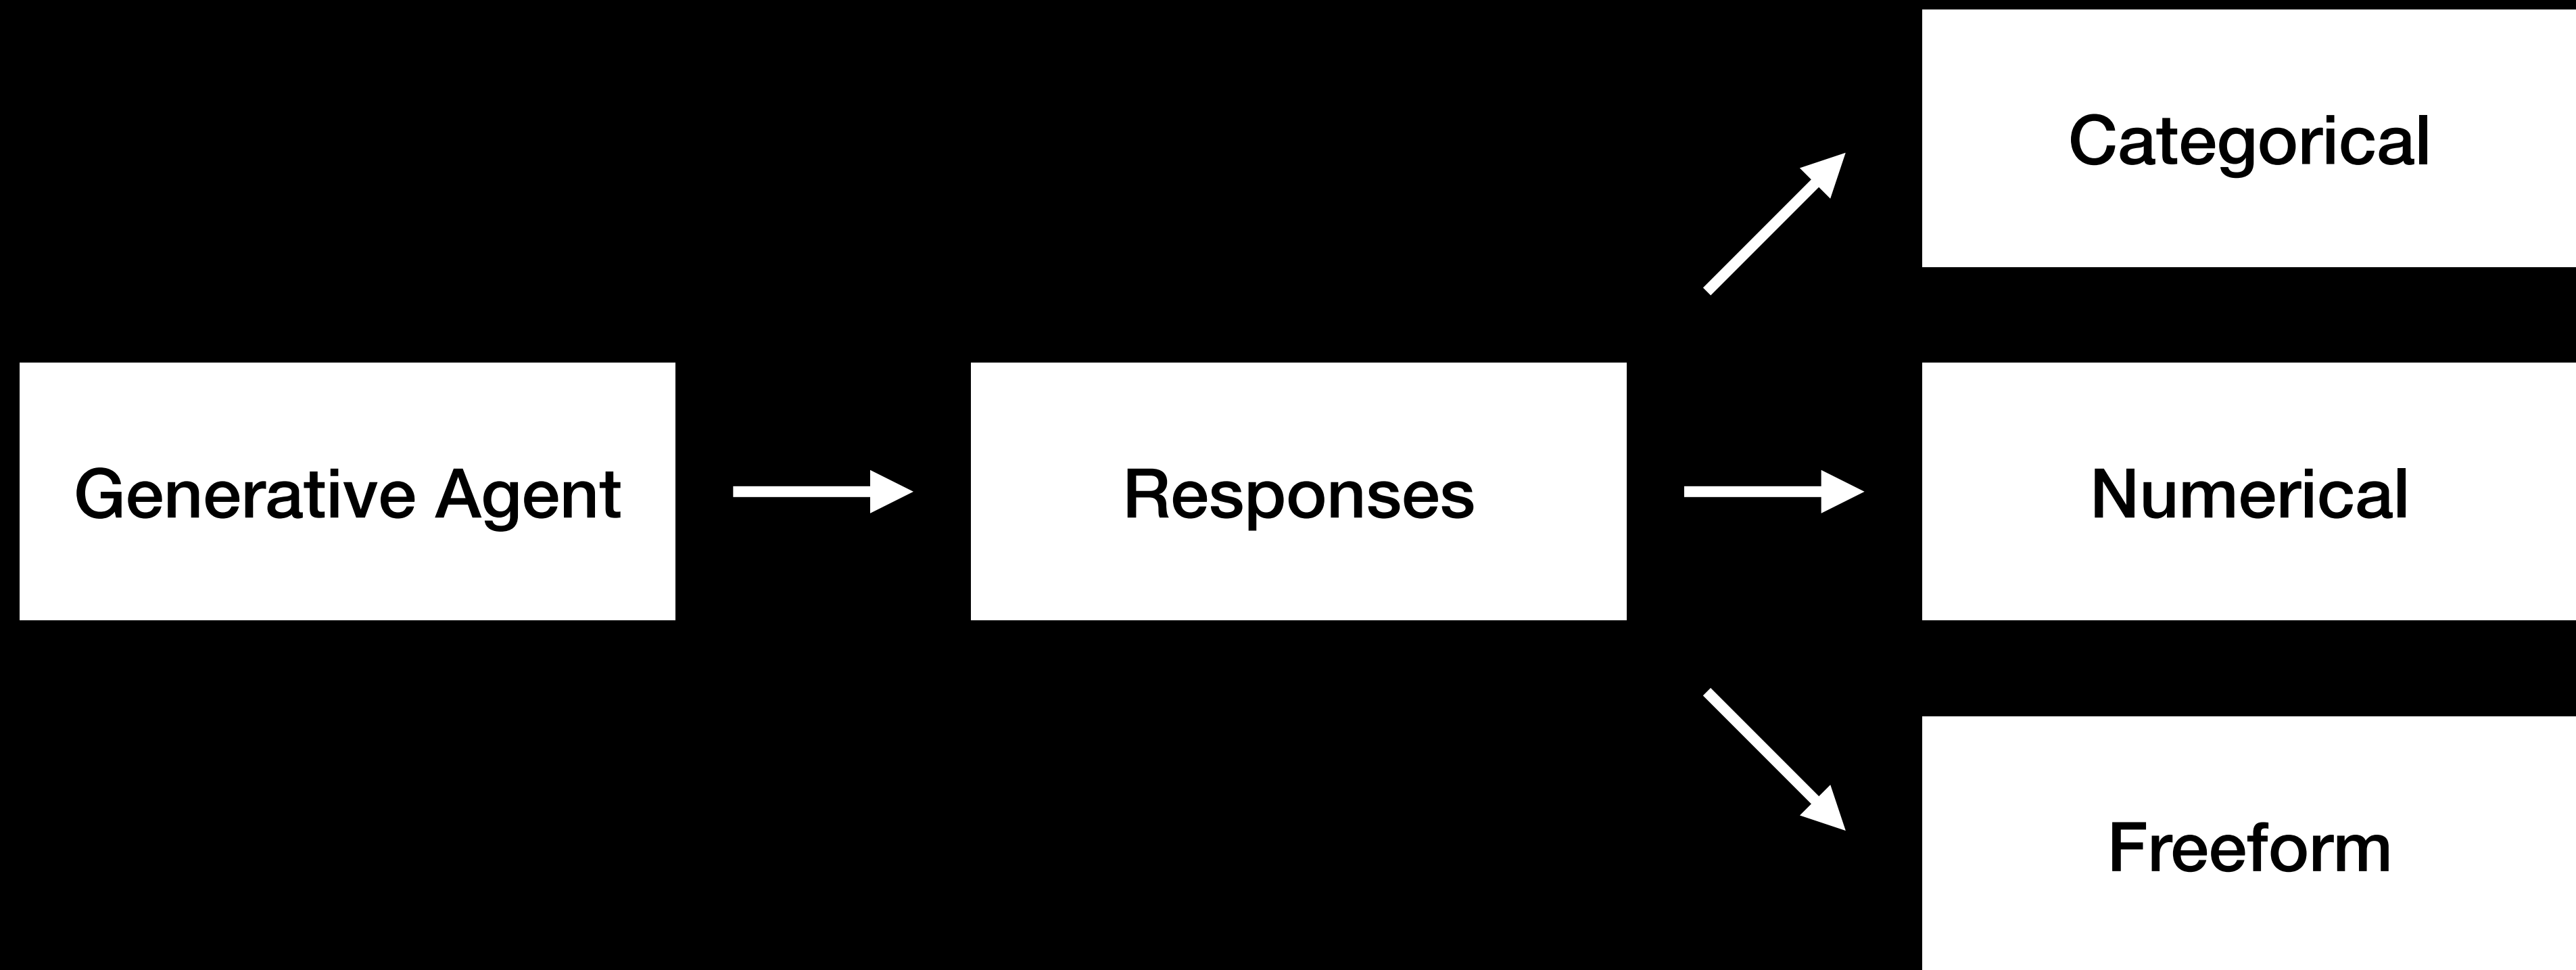 Categorical
Generative Agent
Responses
Numerical
Freeform